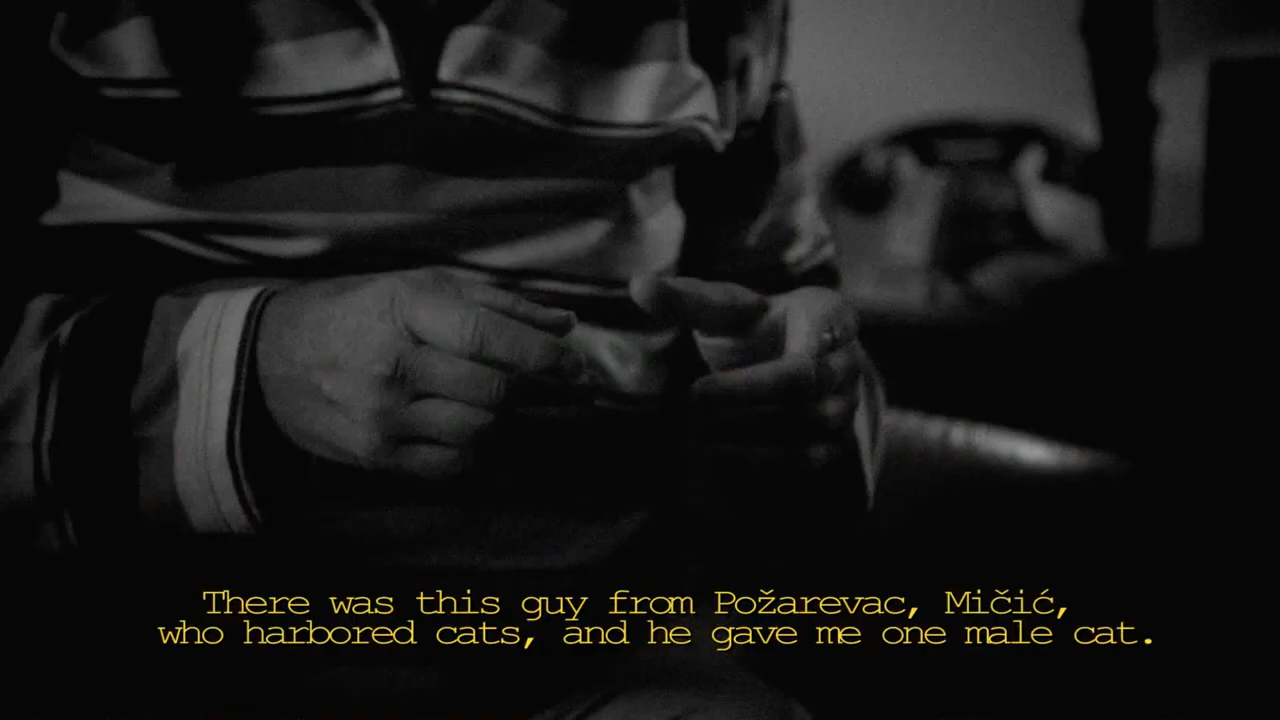 There was this guy from Požarevac, Mičić,
who harbored cats, and he gave me one male cat.